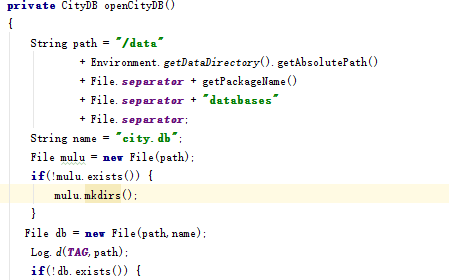 private CityDB openCityDB()
{
String path = "/data"
+ Environment.getDataDirectory().getAbsolutePath()
+ File.separator + getPackageName()
+ File.separator + "databases"
+ File.separator;
String name = "city.db";
File mulu = new File(path);
if(!mulu.exists()) {
mulu.mkdirs();
}
File db = new File(path,name);
Log.d(TAG,path);
if(!db.exists()) {